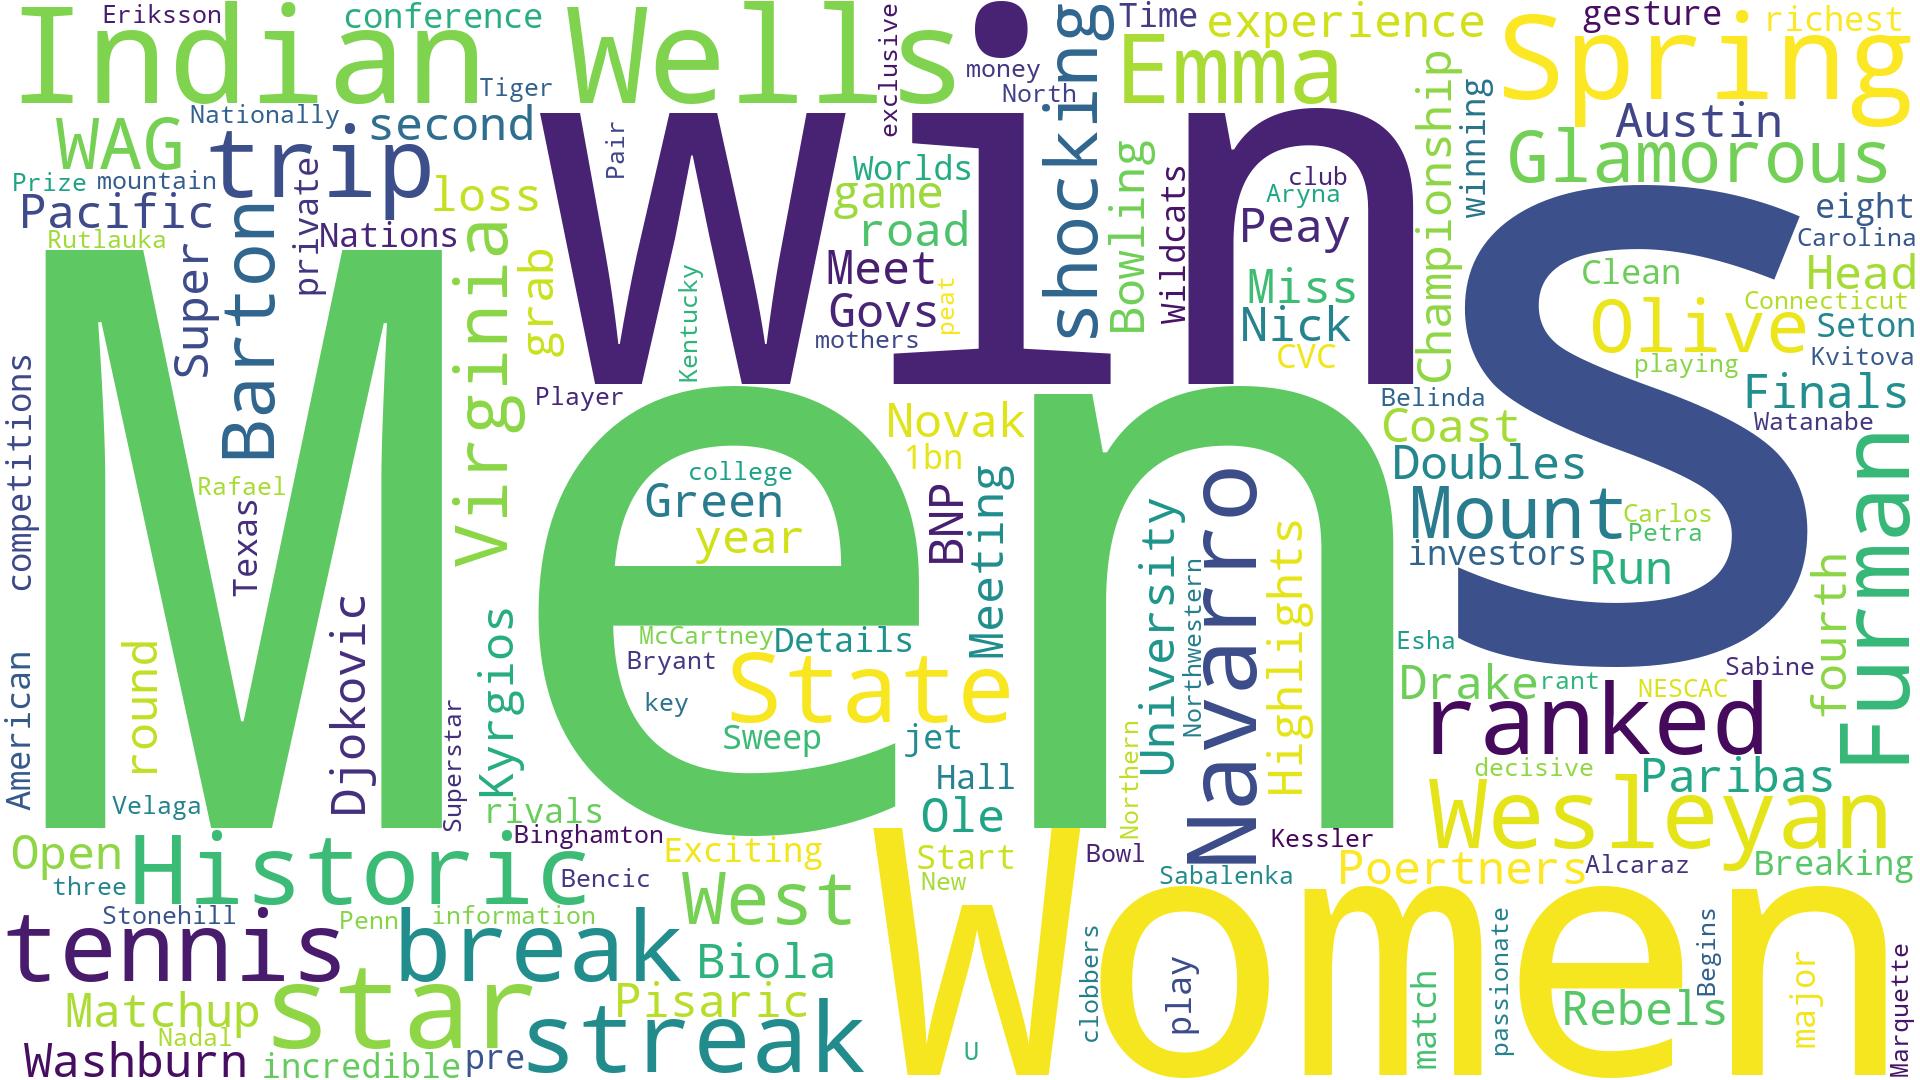 Eriksson
conference
Indian Wells
exclusive
money
North
shocking
Time
experience
Emma
gesture
richest
Spring
Tiger
Nationally
second
WAG
trip
Pair
win
Worlds
game
road
Bowling
Wildcats
club
Aryna
Peay
Championship
winning
Austin
Glamorous
Prize
mountain
Pacific
Rutlauka
private
Nations
loss
Barton
Super
Virginia
grab
Kentucky
Meet
Govs
peat
mothers
Miss
Nick
CVC
S
eight
Carolina
Clean
Head
Connecticut
Olive
Seton
playing
Kvitova
Finals
Watanabe
Men
competitions
Player
Novak
1bn
Belinda
Coast
Doubles
Rafael
Texas
college
Green
year
BNP
Meeting
University
Northwestern
Navarro
Highlights
Mount
Carlos
Petra
investors
Run
fourth
Furman
American
round
Djokovic
Kyrgios
Superstar
McCartney
Details
Bryant
State
key
Sweep
jet
Hall
Ole
Northern
Esha
Sabine
Drake
rant
NESCAC
ranked
decisive
Paribas
Wesleyan
Velaga
rivals
Binghamton
Open
Historic
Exciting
Start
New
Bowl
Kessler
Sabalenka
Poertners
Alcaraz
Breaking
three
Bencic
West
Stonehill
Penn
information
tennis
break
Biola
Women
clobbers
play
match
passionate
Begins
Rebels
major
Marquette
Matchup
star
Pisaric
Nadal
streak
Washburn
incredible
pre
U